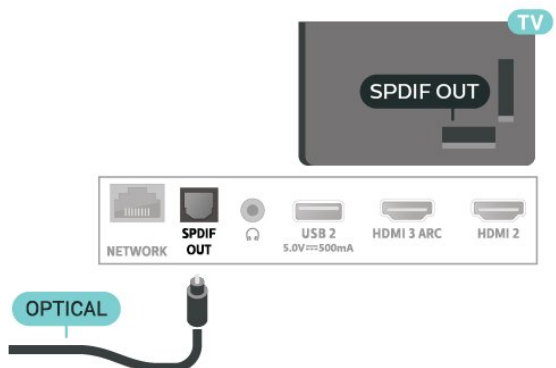 TV
SPDIF OUT
NETWORK
SPDIF
OUT
USB 2
5.0V⎓500mA
HDMI 3 ARC
HDMI 2
OPTICAL